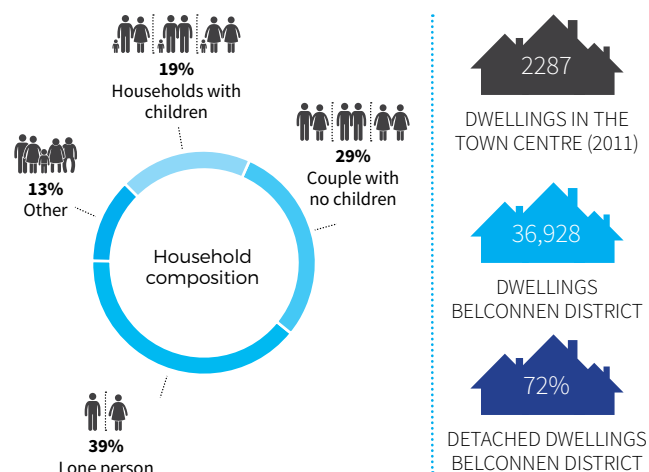 19%
Households with
children
29%
Couple with
no children
13%
Other
Household
composition
39%
Lone person
2287
DWELLINGS IN THE
TOWN CENTRE (2011)
36,928
DWELLINGS
BELCONNEN DISTRICT
72%
DETACHED DWELLINGS
BELCONNEN DISTRICT